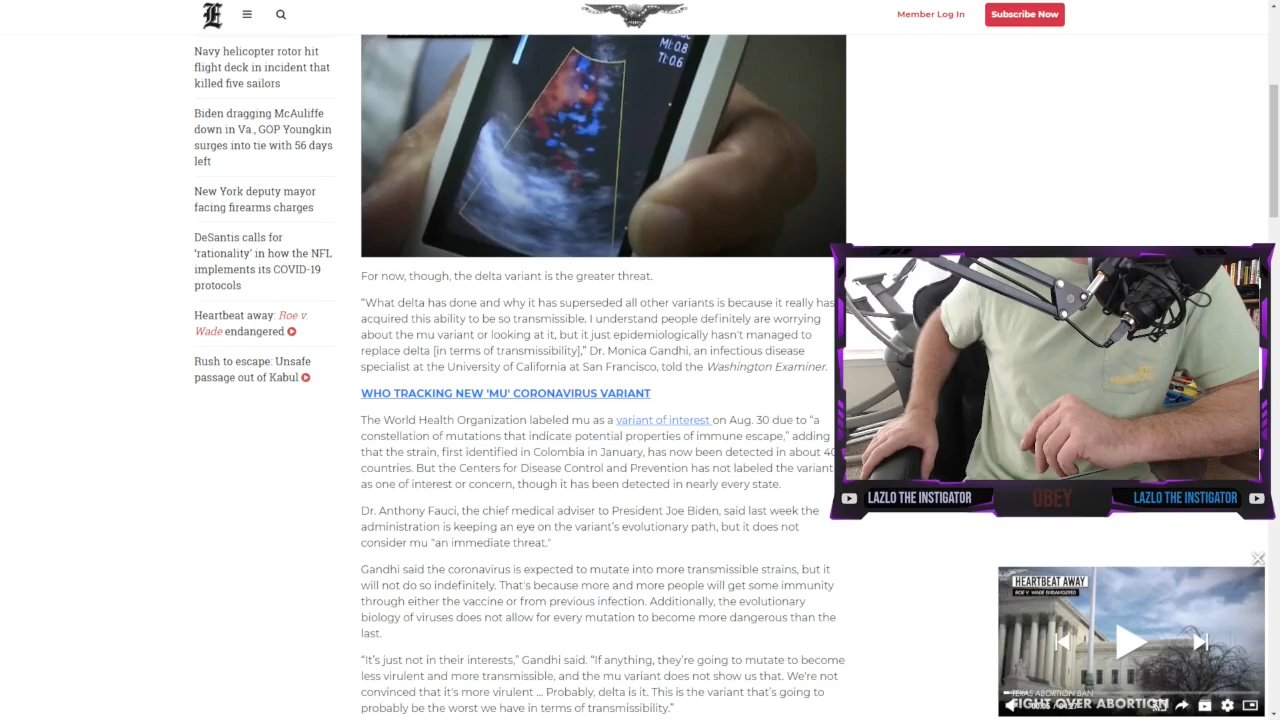 Member Log In
Subscribe Now
Navy helicopter rotor hit
flight deck in incident that
killed five sailors
Biden dragging McAuliffe
down in Va., GOP Youngkin
surges into tie with 56 days
left
New York deputy mayor
facing firearms charges
DeSantis calls for
‘rationality’ in how the NFL
implements its COVID-19
protocols
Heartbeat away: Roe v.
Wade endangered
Rush to escape: Unsafe
passage out of Kabul
MI:0.8
TI:0.6
For now, though, the delta variant is the greater threat.
“What delta has done and why it has superseded all other variants is because it really has
acquired this ability to be so transmissible. I understand people definitely are worrying
about the mu variant or looking at it, but it just epidemiologically hasn't managed to
replace delta [in terms of transmissibility],” Dr. Monica Gandhi, an infectious disease
specialist at the University of California at San Francisco, told the Washington Examiner.
WHO TRACKING NEW 'MU' CORONAVIRUS VARIANT
The World Health Organization labeled mu as a variant of interest on Aug. 30 due to “a
constellation of mutations that indicate potential properties of immune escape,” adding
that the strain, first identified in Colombia in January, has now been detected in about 40
countries. But the Centers for Disease Control and Prevention has not labeled the variant
as one of interest or concern, though it has been detected in nearly every state.
Dr. Anthony Fauci, the chief medical adviser to President Joe Biden, said last week the
administration is keeping an eye on the variant’s evolutionary path, but it does not
consider mu "an immediate threat."
Gandhi said the coronavirus is expected to mutate into more transmissible strains, but it
will not do so indefinitely. That's because more and more people will get some immunity
through either the vaccine or from previous infection. Additionally, the evolutionary
biology of viruses does not allow for every mutation to become more dangerous than the
last.
“It’s just not in their interests,” Gandhi said. “If anything, they’re going to mutate to become
less virulent and more transmissible, and the mu variant does not show us that. We're not
convinced that it's more virulent ... Probably, delta is it. This is the variant that's going to
probably be the worst we have in terms of transmissibility.”
LAZLO THE INSTIGATOR
OBEY
LAZLO THE INSTIGATOR
HEARTBEAT AWAY
ROE V. WADE ENDANGERED
TEXAS ABORTION BAN
FIGHT OVER ABORTION